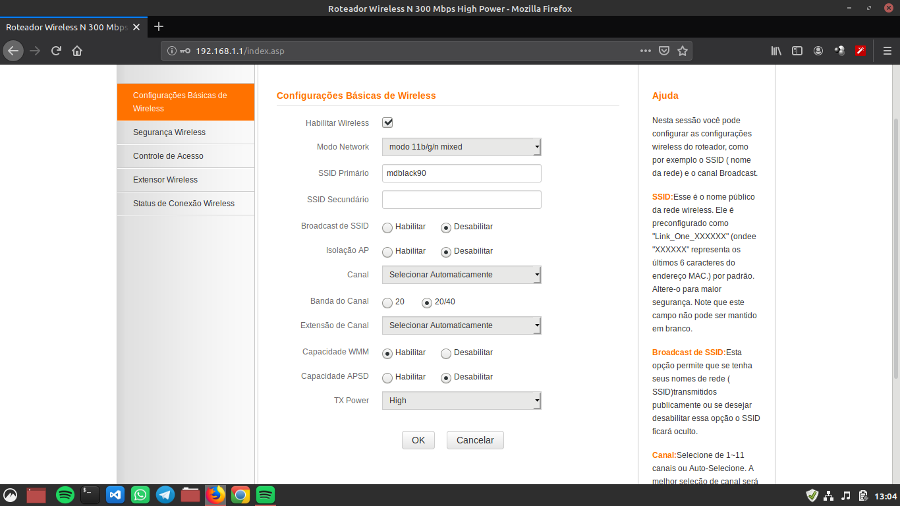 Roteador Wireless N 300 Mbps High Power - Mozilla Firefox
Roteador Wireless N 300 Mbps
192.168.1.1/index.asp
Configurações Básicas de
Wireless
Segurança Wireless
Controle de Acesso
Extensor Wireless
Status de Conexão Wireless
Configurações Básicas de Wireless
Habilitar Wireless
Modo Network modo 11b/g/n mixed
SSID Primário mdblack90
SSID Secundário
Broadcast de SSID Habilitar Desabilitar
Isolação AP Habilitar Desabilitar
Canal Selecionar Automaticamente
Banda do Canal 20 20/40
Extensão de Canal Selecionar Automaticamente
Capacidade WMM Habilitar Desabilitar
Capacidade APSD Habilitar Desabilitar
TX Power High
OK Cancelar
Ajuda
Nesta sessão você pode
configurar as configurações
wireless do roteador, como
por exemplo o SSID ( nome
da rede) e o canal Broadcast.
SSID:Esse é o nome público
da rede wireless. Ele é
preconfigurado como
"Link_One_XXXXXX" (ondee
"XXXXXX" representa os
últimos 6 caracteres do
endereço MAC.) por padrão.
Altere-o para maior
segurança. Note que este
campo não pode ser mantido
em branco.
Broadcast de SSID:Esta
opção permite que se tenha
seus nomes de rede (
SSID)transmitidos
publicamente ou se desejar
desabilitar essa opção o SSID
ficará oculto.
Canal:Selecione de 1~11
canais ou Auto-Selecione. A
melhor seleção de canal será
13:04